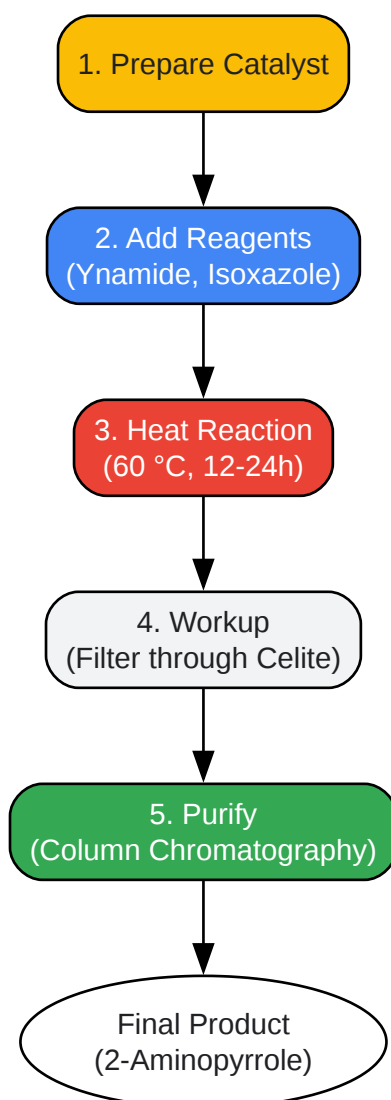 1. Prepare Catalyst
2. Add Reagents
(Ynamide, Isoxazole)
3. Heat Reaction
(60 °C, 12-24h)
4. Workup
(Filter through Celite)
5. Purify
(Column Chromatography)
Final Product
(2-Aminopyrrole)